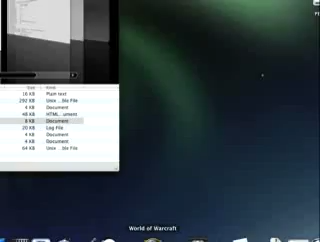 Size Kind
16 KB Plain text
292 KB Unix ...ble File
4 KB Document
48 KB HTML ...ument
8 KB Document
20 KB Log File
4 KB Document
4 KB Document
64 KB Unix ...ble File
World of Warcraft